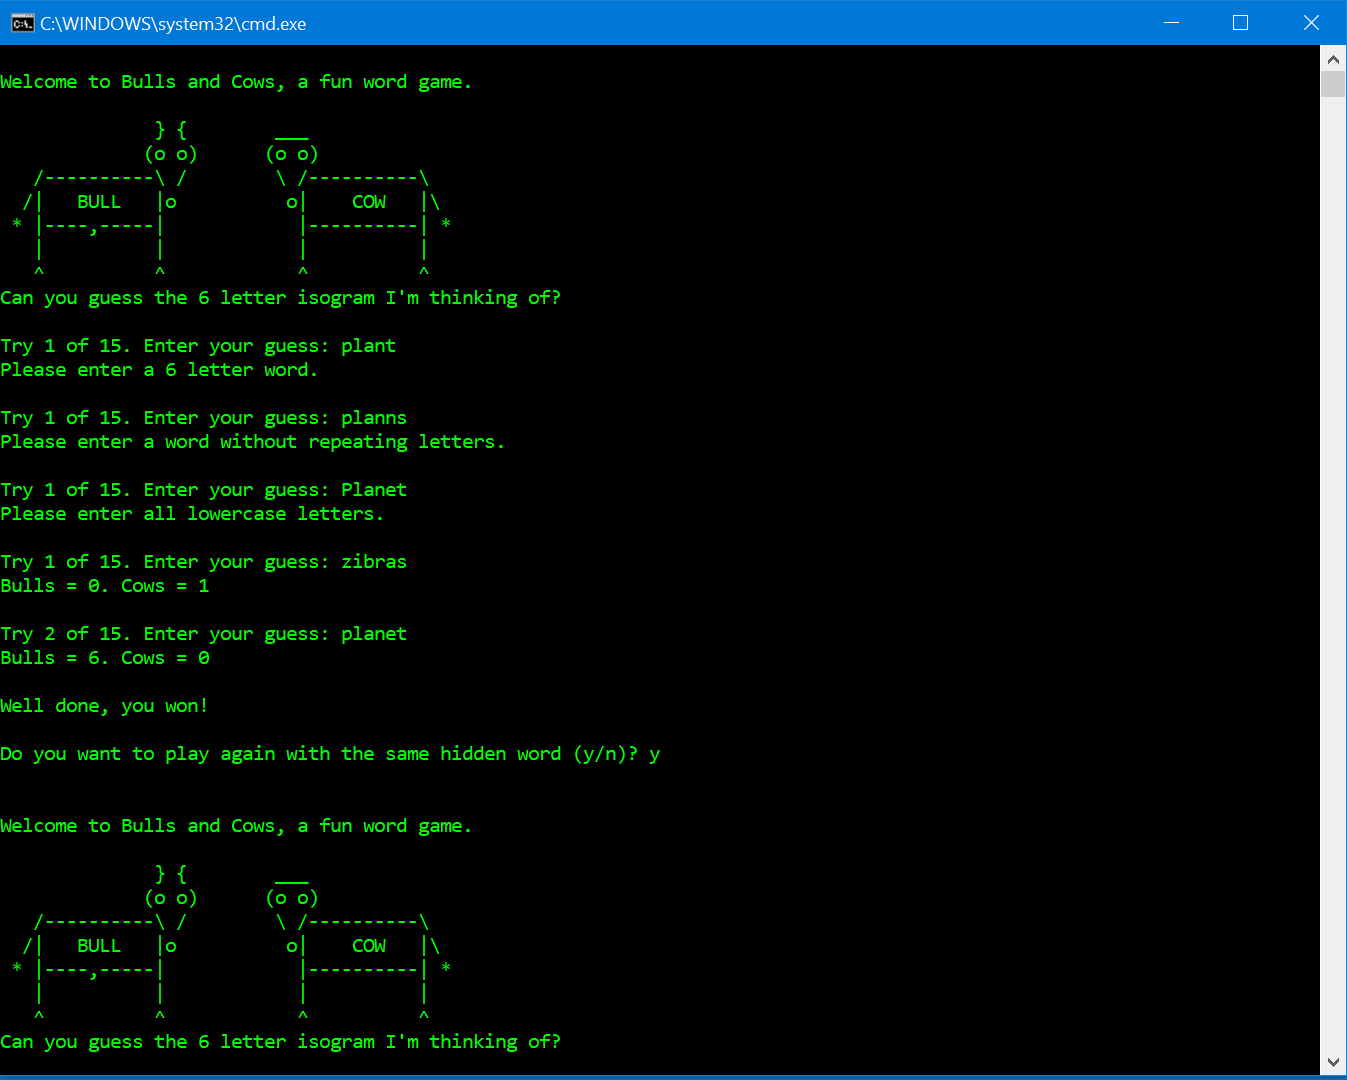 C:\WINDOWS\system32\cmd.exe
Welcome to Bulls and Cows, a fun word game.
              } {        ___
             (o o)      (o o)
   /----------\ /        \ /----------\
  /|   BULL   |o          o|    COW   |\
 * |----,-----|            |----------| *
   |          |            |          |
   ^          ^            ^          ^
Can you guess the 6 letter isogram I'm thinking of?
Try 1 of 15. Enter your guess: plant
Please enter a 6 letter word.
Try 1 of 15. Enter your guess: planns
Please enter a word without repeating letters.
Try 1 of 15. Enter your guess: Planet
Please enter all lowercase letters.
Try 1 of 15. Enter your guess: zibras
Bulls = 0. Cows = 1
Try 2 of 15. Enter your guess: planet
Bulls = 6. Cows = 0
Well done, you won!
Do you want to play again with the same hidden word (y/n)? y
Welcome to Bulls and Cows, a fun word game.
              } {        ___
             (o o)      (o o)
   /----------\ /        \ /----------\
  /|   BULL   |o          o|    COW   |\
 * |----,-----|            |----------| *
   |          |            |          |
   ^          ^            ^          ^
Can you guess the 6 letter isogram I'm thinking of?